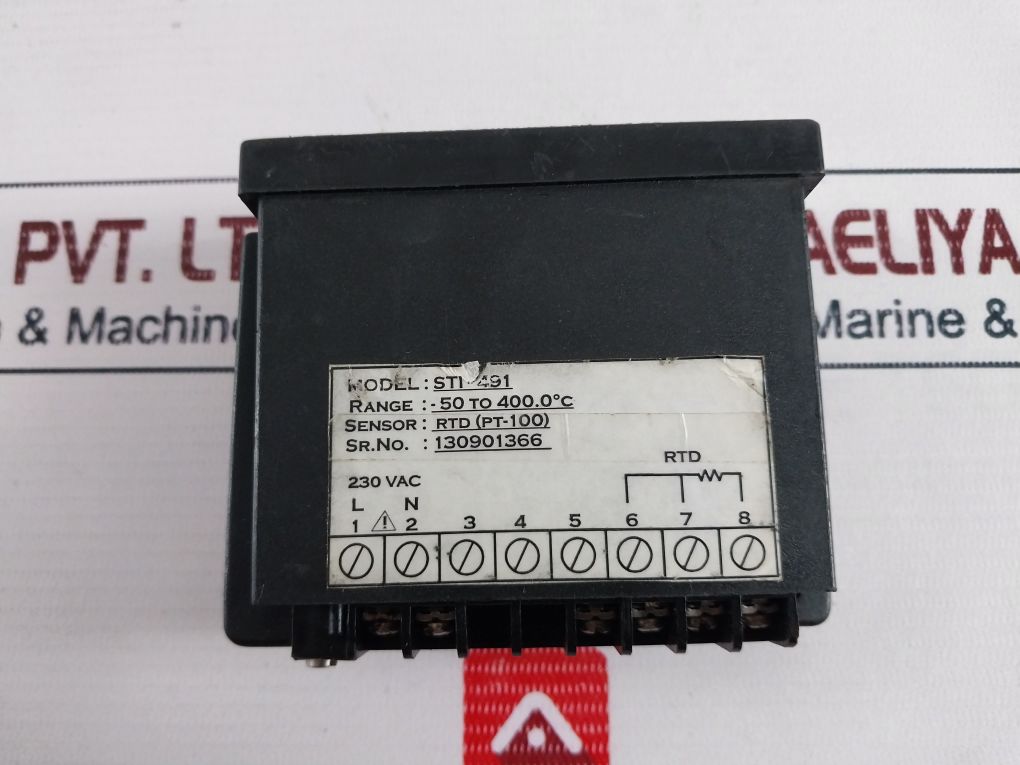 PVT. LT
AELIYA
& Machin
Marine &
MODEL : STI-491
RANGE : -50 TO 400.0°C
SENSOR : RTD (PT-100)
SR.NO. : 130901366
RTD
230 VAC
L N
1 2 3 4 5 6 7 8